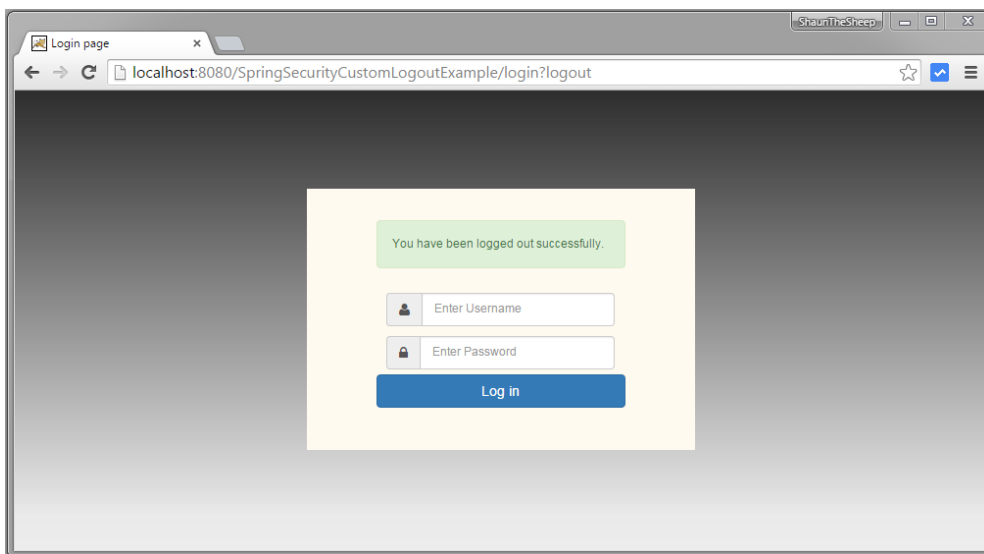 ShaunTheSheep
Login page
localhost:8080/SpringSecurityCustomLogoutExample/login?logout
You have been logged out successfully.
Enter Username
Enter Password
Log in